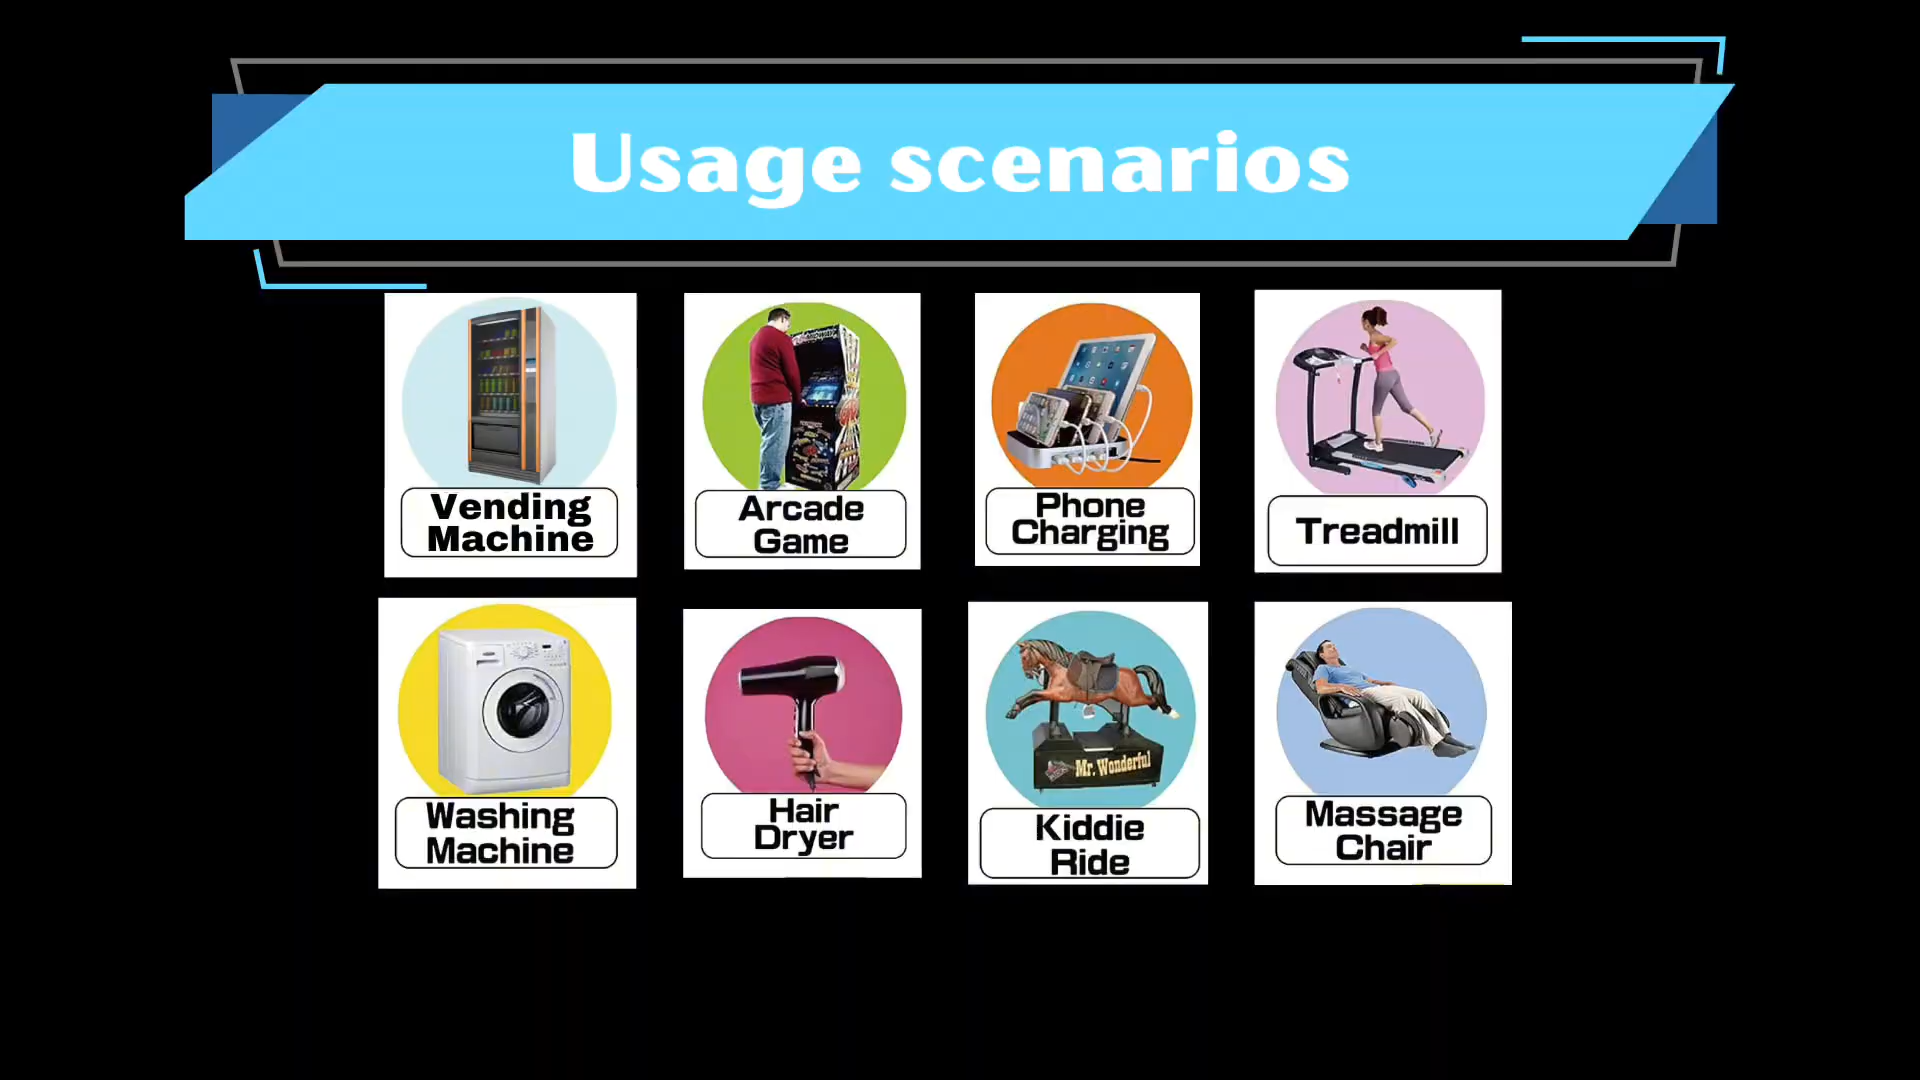 Usage scenarios
Vending
Machine
Arcade
Game
Phone
Charging
Treadmill
Washing
Machine
Hair
Dryer
Mr. Wonderful
Kiddie
Ride
Massage
Chair